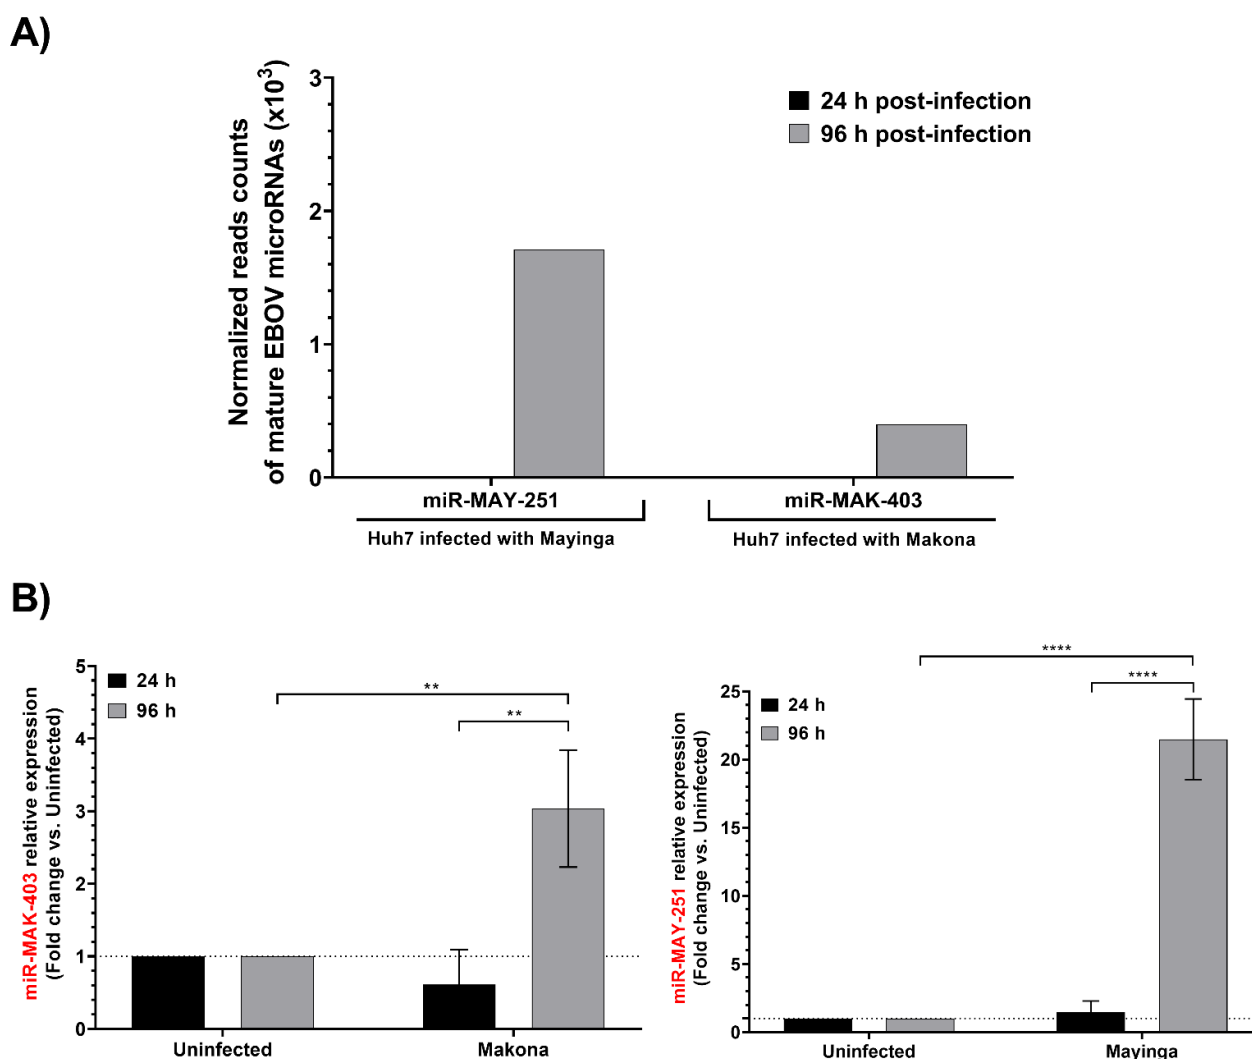 A)
Normalized reads counts
of mature EBOV microRNAs (x10³)
3
2
1
0
24 h post-infection
96 h post-infection
miR-MAY-251
miR-MAK-403
Huh7 infected with Mayinga
Huh7 infected with Makona
B)
miR-MAK-403 relative expression
(Fold change vs. Uninfected)
5
4
3
2
1
0
24 h
96 h
**
**
Uninfected
Makona
miR-MAY-251 relative expression
(Fold change vs. Uninfected)
25
20
15
10
5
0
24 h
96 h
****
****
Uninfected
Mayinga